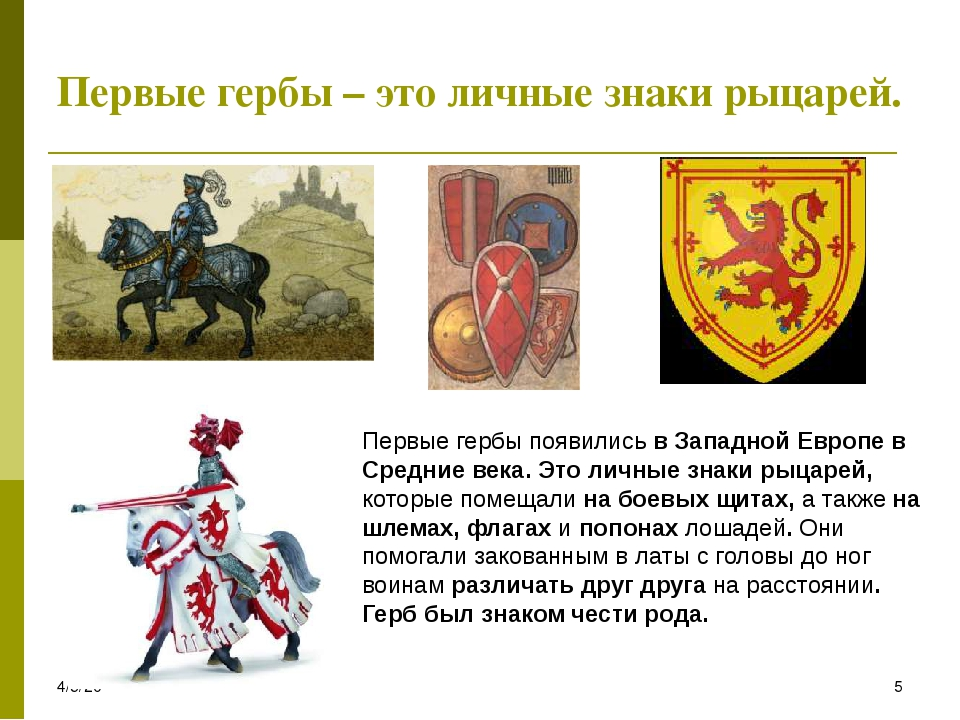 Первые гербы – это личные знаки рыцарей.
Первые гербы появились в Западной Европе в
Средние века. Это личные знаки рыцарей,
которые помещали на боевых щитах, а также на
шлемах, флагах и попонах лошадей. Они
помогали закованным в латы с головы до ног
воинам различать друг друга на расстоянии.
Герб был знаком чести рода.
5